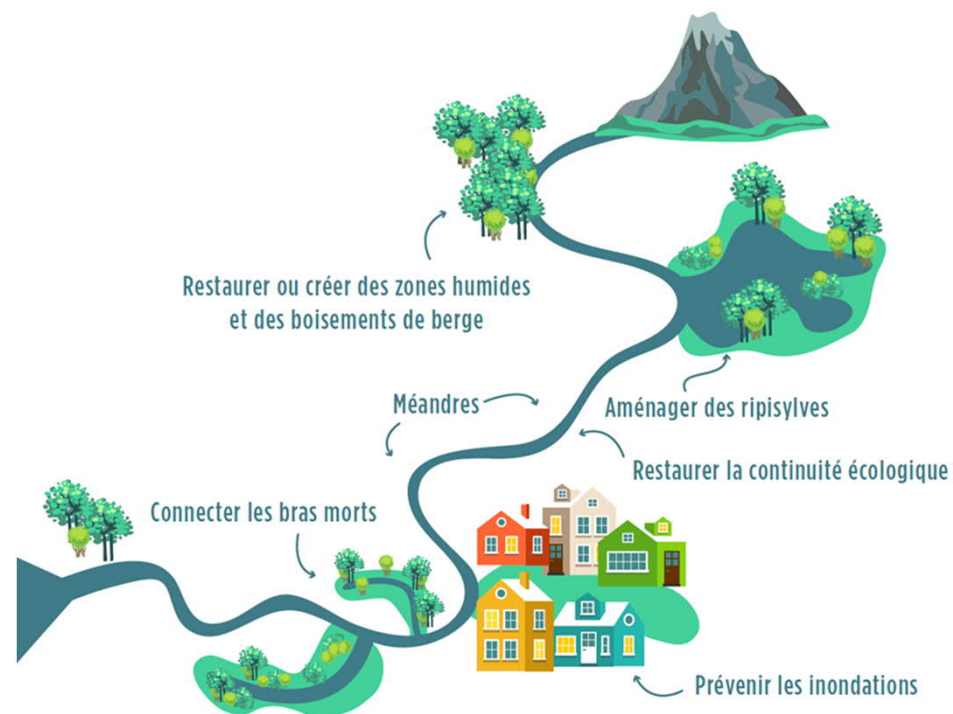 Restaurer ou créer des zones humides
et des boisements de berge
Méandres
Aménager des ripisylves
Restaurer la continuité écologique
Connecter les bras morts
Prévenir les inondations